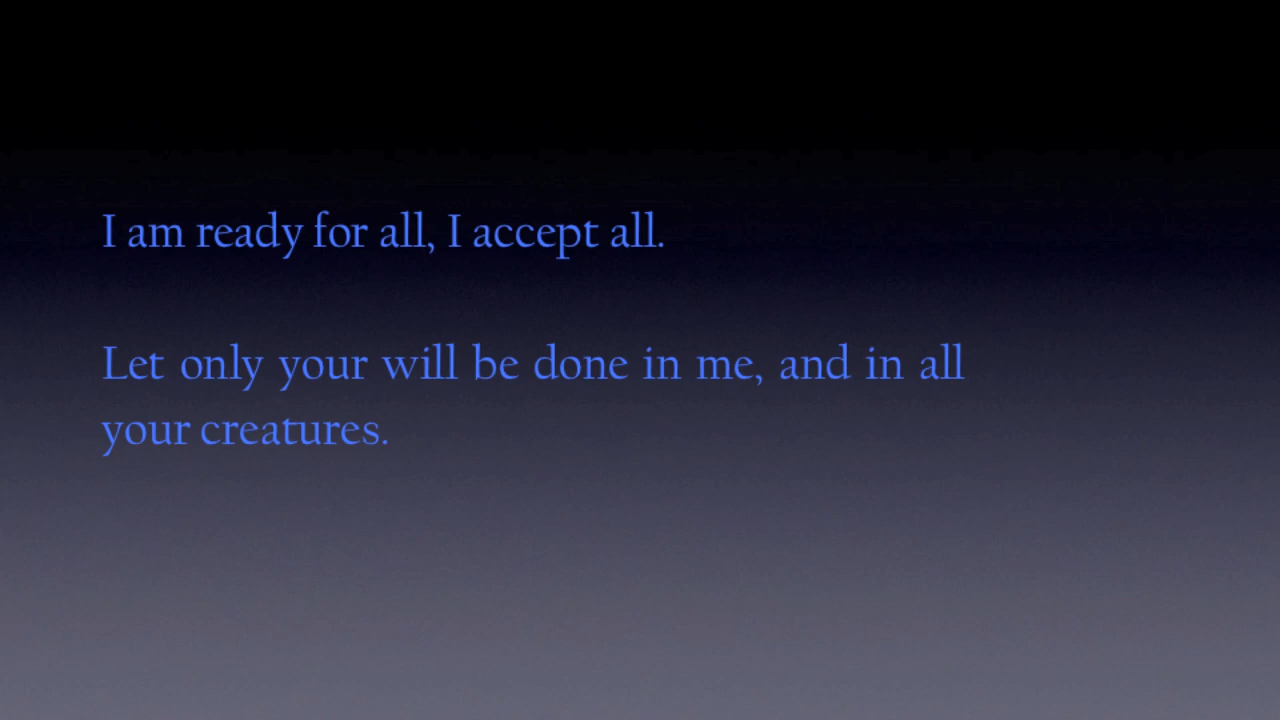 I am ready for all, I accept all.
Let only your will be done in me, and in all
your creatures.